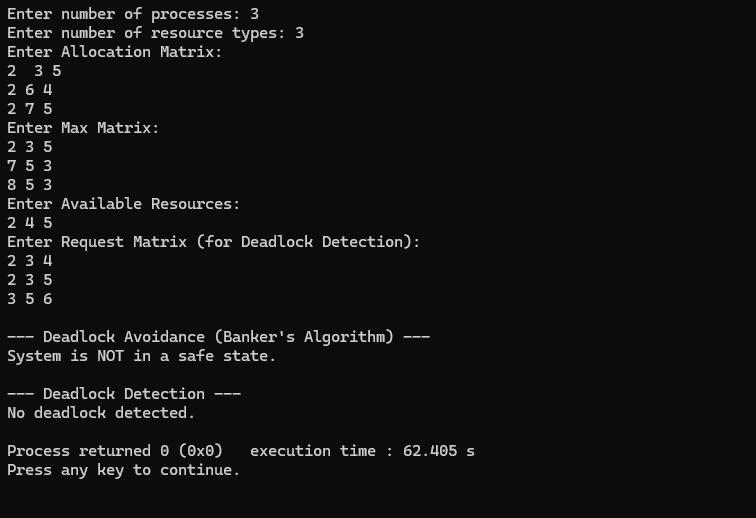 Enter number of processes: 3
Enter number of resource types: 3
Enter Allocation Matrix:
2  3 5
2 6 4
2 7 5
Enter Max Matrix:
2 3 5
7 5 3
8 5 3
Enter Available Resources:
2 4 5
Enter Request Matrix (for Deadlock Detection):
2 3 4
2 3 5
3 5 6

--- Deadlock Avoidance (Banker's Algorithm) ---
System is NOT in a safe state.

--- Deadlock Detection ---
No deadlock detected.

Process returned 0 (0x0)   execution time : 62.405 s
Press any key to continue.